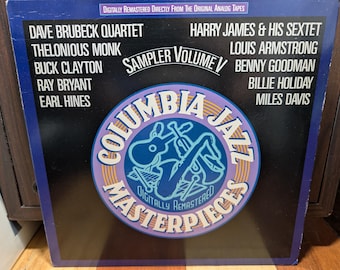 DIGITALLY REMASTERED DIRECTLY FROM THE ORIGINAL ANALOG TAPES
DAVE BRUBECK QUARTET
THELONIOUS MONK
BUCK CLAYTON
RAY BRYANT
EARL HINES
SAMPLER VOLUME V
HARRY JAMES & HIS SEXTET
LOUIS ARMSTRONG
BENNY GOODMAN
BILLIE HOLIDAY
MILES DAVIS
COLUMBIA JAZZ
DIGITALLY REMASTERED
MASTERPIECES